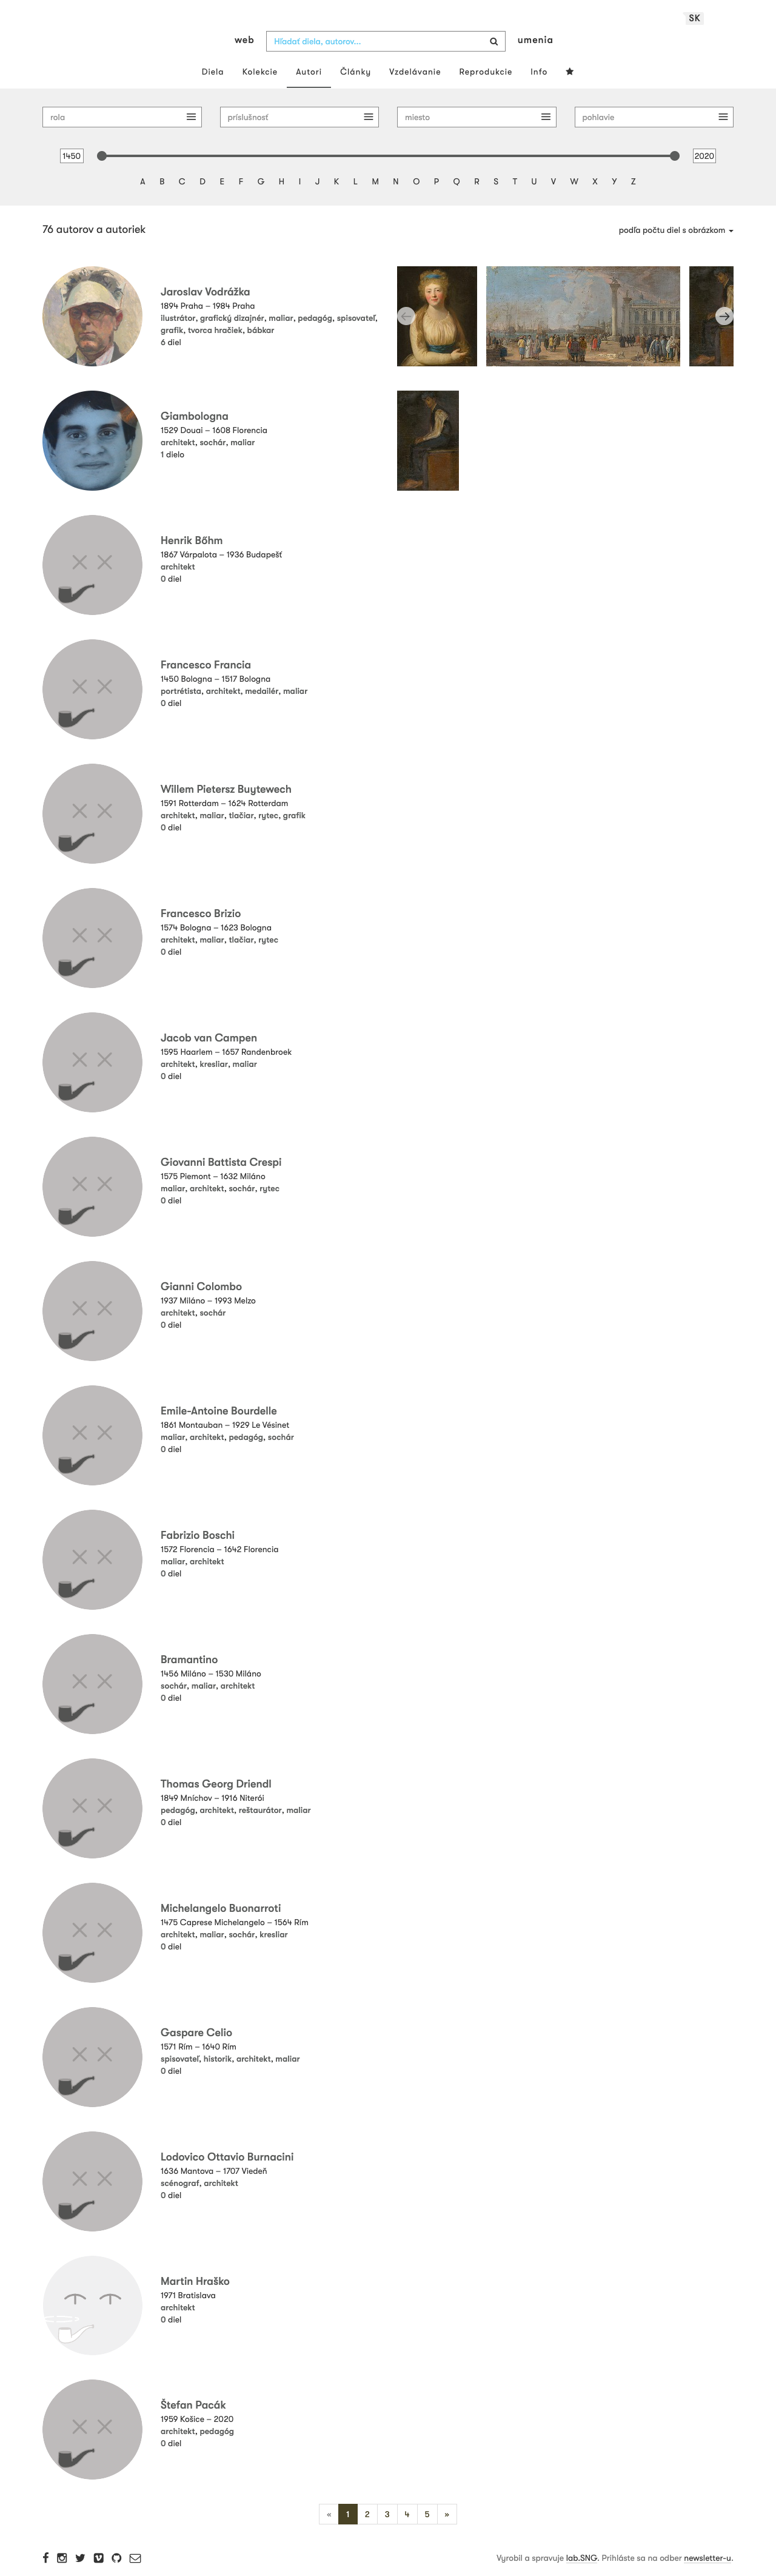 SK
web
Hľadať diela, autorov...
umenia
Diela Kolekcie Autori Články Vzdelávanie Reprodukcie Info
rola príslušnosť miesto pohlavie
1450 2020
A B C D E F G H I J K L M N O P Q R S T U V W X Y Z
76 autorov a autoriek
podľa počtu diel s obrázkom
Jaroslav Vodrážka
1894 Praha – 1984 Praha
ilustrátor, grafický dizajnér, maliar, pedagóg, spisovateľ,
grafik, tvorca hračiek, bábkar
6 diel
Giambologna
1529 Douai – 1608 Florencia
architekt, sochár, maliar
1 dielo
Henrik Bőhm
1867 Várpalota – 1936 Budapešť
architekt
0 diel
Francesco Francia
1450 Bologna – 1517 Bologna
portrétista, architekt, medailér, maliar
0 diel
Willem Pietersz Buytewech
1591 Rotterdam – 1624 Rotterdam
architekt, maliar, tlačiar, rytec, grafik
0 diel
Francesco Brizio
1574 Bologna – 1623 Bologna
architekt, maliar, tlačiar, rytec
0 diel
Jacob van Campen
1595 Haarlem – 1657 Randenbroek
architekt, kresliar, maliar
0 diel
Giovanni Battista Crespi
1575 Piemont – 1632 Miláno
maliar, architekt, sochár, rytec
0 diel
Gianni Colombo
1937 Miláno – 1993 Melzo
architekt, sochár
0 diel
Emile-Antoine Bourdelle
1861 Montauban – 1929 Le Vésinet
maliar, architekt, pedagóg, sochár
0 diel
Fabrizio Boschi
1572 Florencia – 1642 Florencia
maliar, architekt
0 diel
Bramantino
1456 Miláno – 1530 Miláno
sochár, maliar, architekt
0 diel
Thomas Georg Driendl
1849 Mníchov – 1916 Niterói
pedagóg, architekt, reštaurátor, maliar
0 diel
Michelangelo Buonarroti
1475 Caprese Michelangelo – 1564 Rím
architekt, maliar, sochár, kresliar
0 diel
Gaspare Celio
1571 Rím – 1640 Rím
spisovateľ, historik, architekt, maliar
0 diel
Lodovico Ottavio Burnacini
1636 Mantova – 1707 Viedeň
scénograf, architekt
0 diel
Martin Hraško
1971 Bratislava
architekt
0 diel
Štefan Pacák
1959 Košice – 2020
architekt, pedagóg
0 diel
« 1 2 3 4 5 »
Vyrobil a spravuje lab.SNG. Prihláste sa na odber newsletter-u.